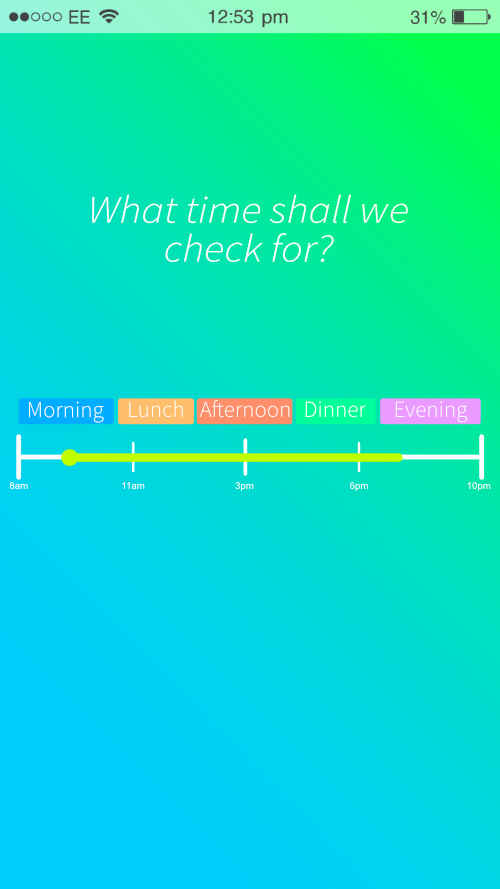 EE 12:53 pm 31%
What time shall we
check for?
Morning Lunch Afternoon Dinner Evening
8am 11am 3pm 6pm 10pm